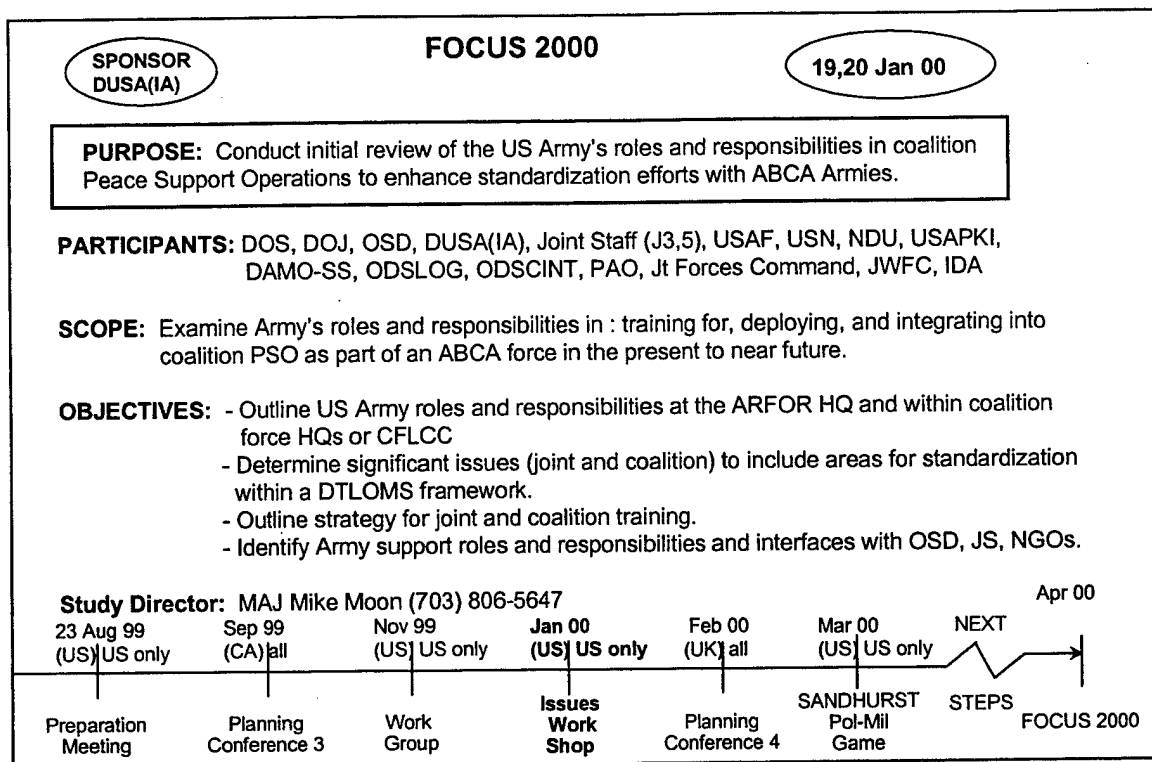 FOCUS 2000
SPONSOR
DUSA(IA)
19,20 Jan 00
PURPOSE: Conduct initial review of the US Army's roles and responsibilities in coalition
Peace Support Operations to enhance standardization efforts with ABCA Armies.
PARTICIPANTS: DOS, DOJ, OSD, DUSA(IA), Joint Staff (J3,5), USAF, USN, NDU, USAPKI,
DAMO-SS, ODSLOG, ODSCINT, PAO, Jt Forces Command, JWFC, IDA
SCOPE: Examine Army's roles and responsibilities in : training for, deploying, and integrating into
coalition PSO as part of an ABCA force in the present to near future.
OBJECTIVES: - Outline US Army roles and responsibilities at the ARFOR HQ and within coalition
force HQs or CFLCC
- Determine significant issues (joint and coalition) to include areas for standardization
within a DTLOMS framework.
- Outline strategy for joint and coalition training.
- Identify Army support roles and responsibilities and interfaces with OSD, JS, NGOs.
Study Director: MAJ Mike Moon (703) 806-5647
23 Aug 99
(US) US only
Preparation
Meeting
Sep 99
(CA) all
Planning
Conference 3
Nov 99
(US) US only
Work
Group
Jan 00
(US) US only
Issues
Work
Shop
Feb 00
(UK) all
Planning
Conference 4
Mar 00
(US) US only
SANDHURST
Pol-Mil
Game
NEXT
STEPS
Apr 00
FOCUS 2000